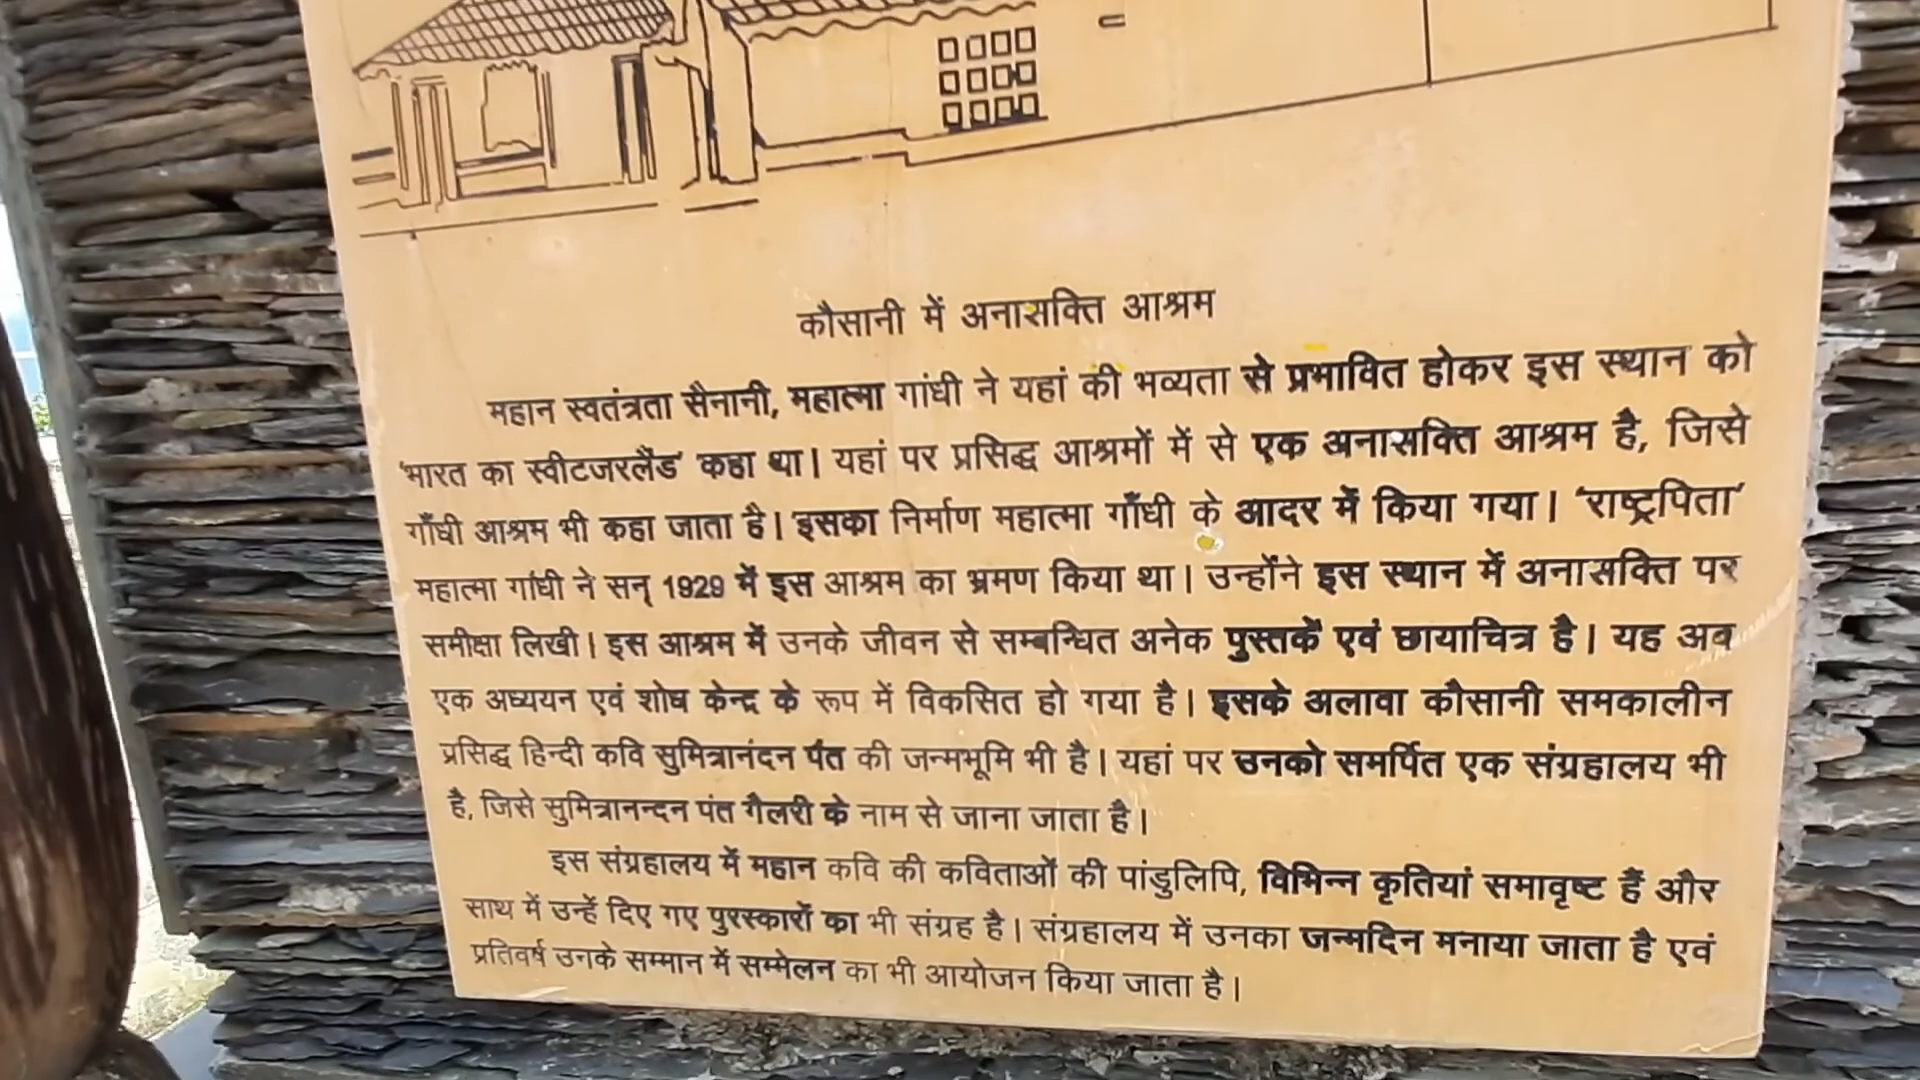 कौसानी में अनासक्ति आश्रम
महान स्वतंत्रता सैनानी, महात्मा गांधी ने यहां की भव्यता से प्रभावित होकर इस स्थान को
'भारत का स्वीटजरलैंड' कहा था। यहां पर प्रसिद्ध आश्रमों में से एक अनासक्ति आश्रम है, जिसे
गाँधी आश्रम भी कहा जाता है। इसका निर्माण महात्मा गाँधी के आदर में किया गया। 'राष्ट्रपिता'
महात्मा गांधी ने सन् 1929 में इस आश्रम का भ्रमण किया था। उन्होंने इस स्थान में अनासक्ति पर
समीक्षा लिखी। इस आश्रम में उनके जीवन से सम्बन्धित अनेक पुस्तकें एवं छायाचित्र है। यह अब
एक अध्ययन एवं शोध केन्द्र के रूप में विकसित हो गया है। इसके अलावा कौसानी समकालीन
प्रसिद्ध हिन्दी कवि सुमित्रानंदन पंत की जन्मभूमि भी है। यहां पर उनको समर्पित एक संग्रहालय भी
है, जिसे सुमित्रानन्दन पंत गैलरी के नाम से जाना जाता है।
इस संग्रहालय में महान कवि की कविताओं की पांडुलिपि, विभिन्न कृतियां समावृष्ट हैं और
साथ में उन्हें दिए गए पुरस्कारों का भी संग्रह है। संग्रहालय में उनका जन्मदिन मनाया जाता है एवं
प्रतिवर्ष उनके सम्मान में सम्मेलन का भी आयोजन किया जाता है।